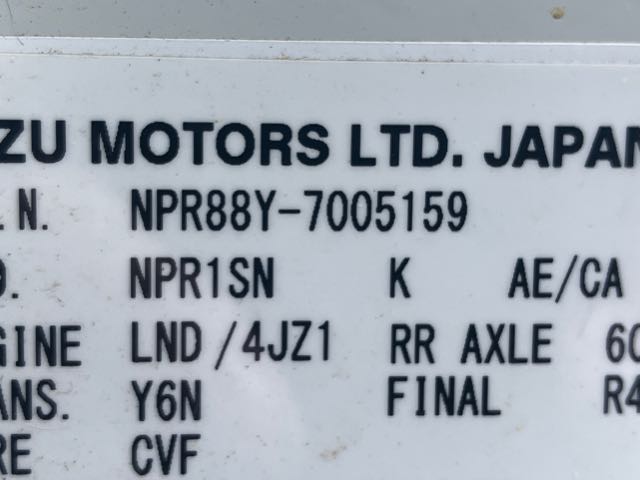 ZU MOTORS LTD. JAPAN
.N. NPR88Y-7005159
D. NPR1SN K AE/CA
GINE LND/4JZ1 RR AXLE 60
ANS. Y6N FINAL R4
RE CVF